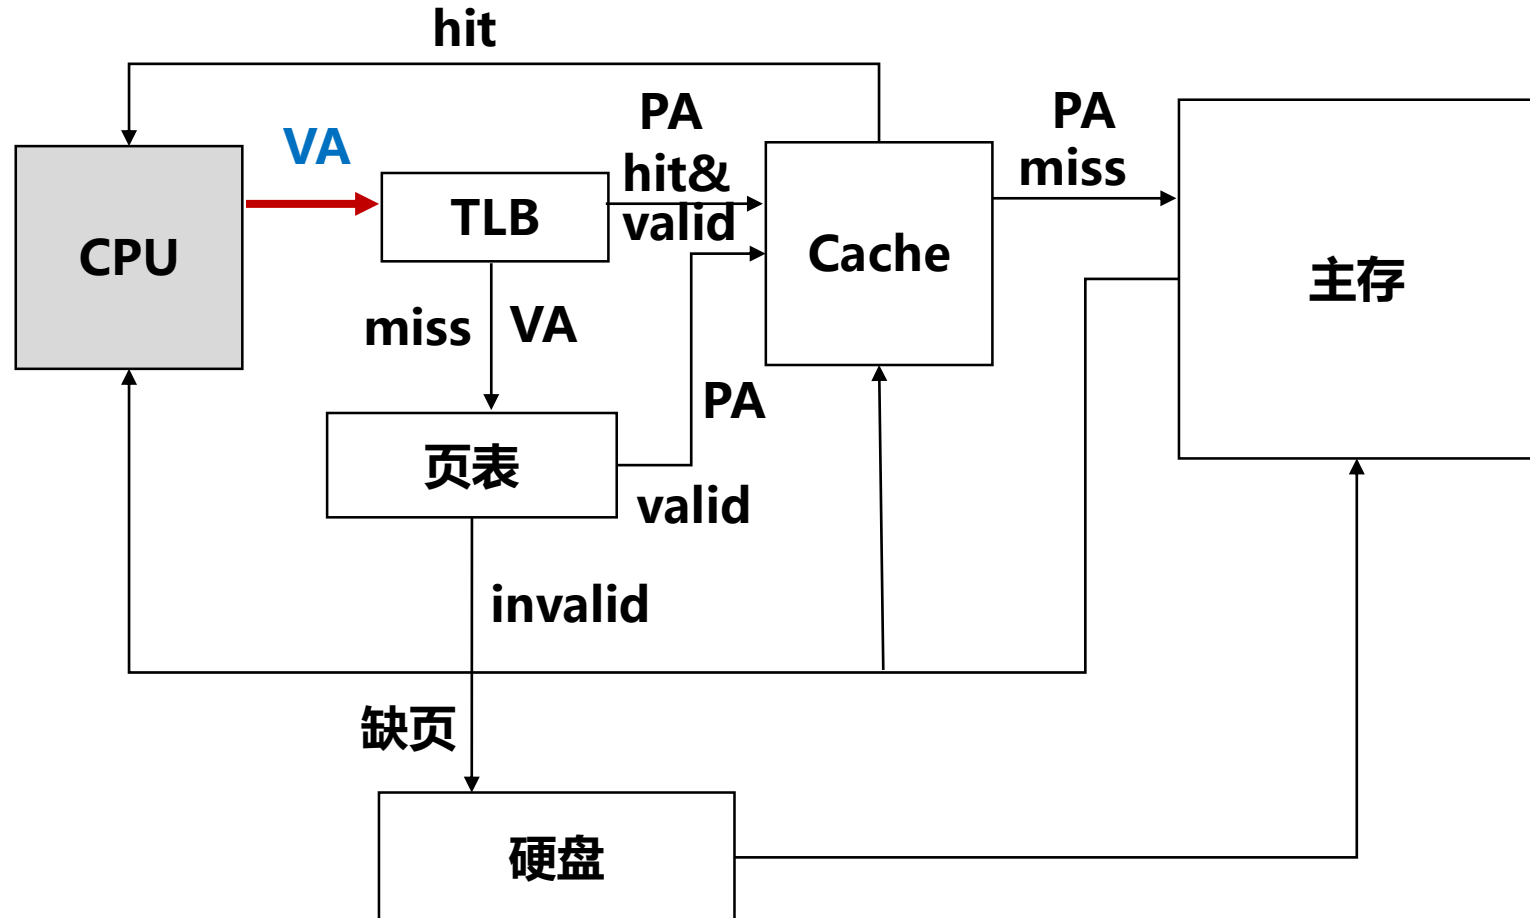 hit
VA
PA
hit&
valid
PA
miss
CPU
TLB
Cache
主存
miss
VA
PA
页表
valid
invalid
缺页
硬盘